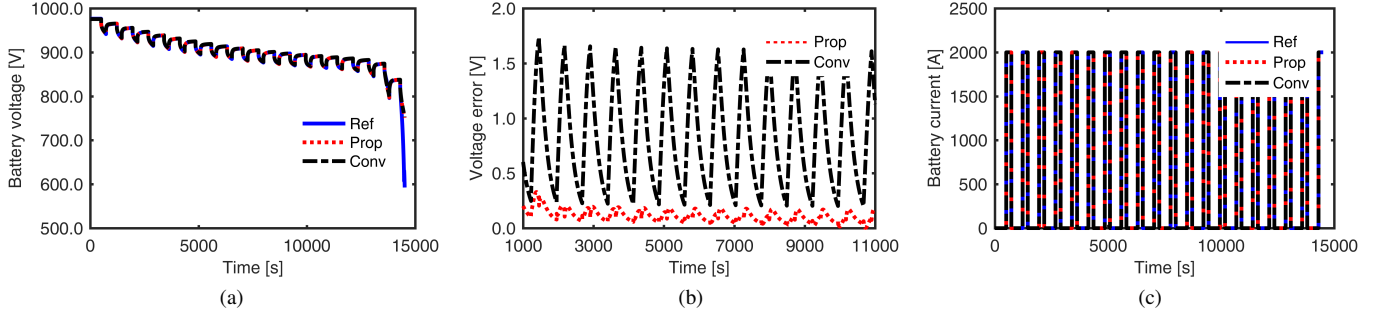 Battery voltage [V]
1000.0
900.0
800.0
700.0
600.0
500.0
Ref
Prop
Conv
0
5000
10000
15000
Time [s]
(a)
Voltage error [V]
2.0
1.5
1.0
0.5
0.0
Prop
Conv
1000
3000
5000
7000
9000
11000
Time [s]
(b)
Battery current [A]
2500
2000
1500
1000
500
0
Ref
Prop
Conv
0
5000
10000
15000
Time [s]
(c)